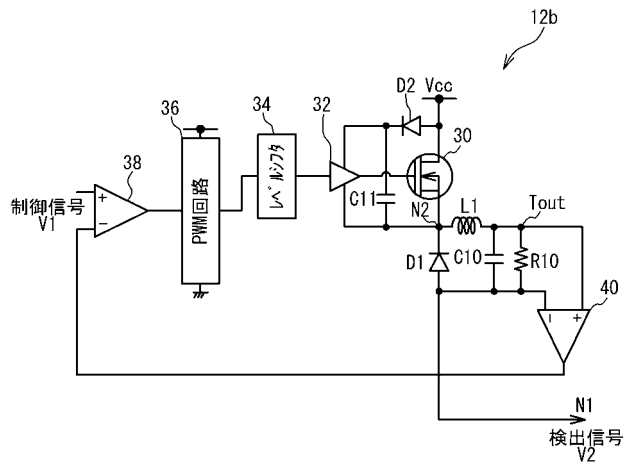 12b
Vcc
D2
32
34
36
30
38
制御信号
V1
+
−
PWM回路
レベルシフタ
C11
N2
L1
Tout
D1
C10
R10
40
−
+
N1
検出信号
V2